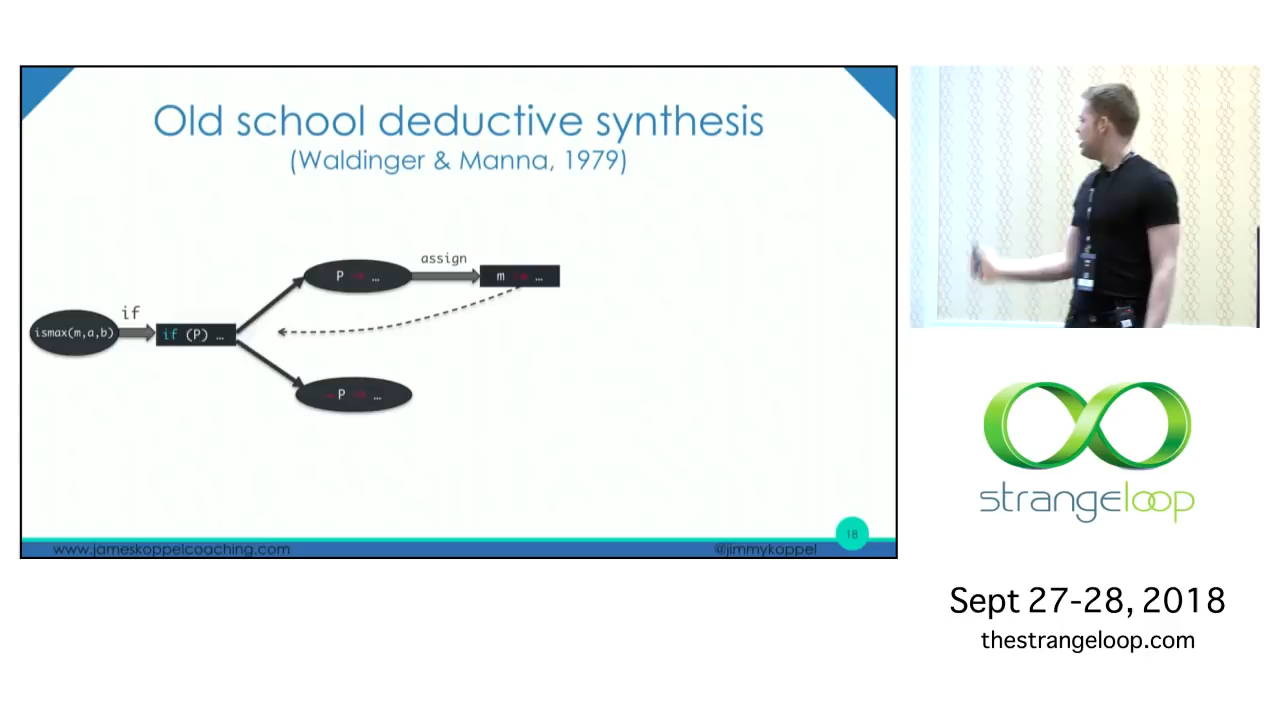 Old school deductive synthesis
(Waldinger & Manna, 1979)
assign
P ⇒ …
m := …
if
ismax(m,a,b)
if (P) …
¬P ⇒ …
18
www.jameskoppelcoaching.com
@jimmykoppel
strangeloop
Sept 27-28, 2018
thestrangeloop.com